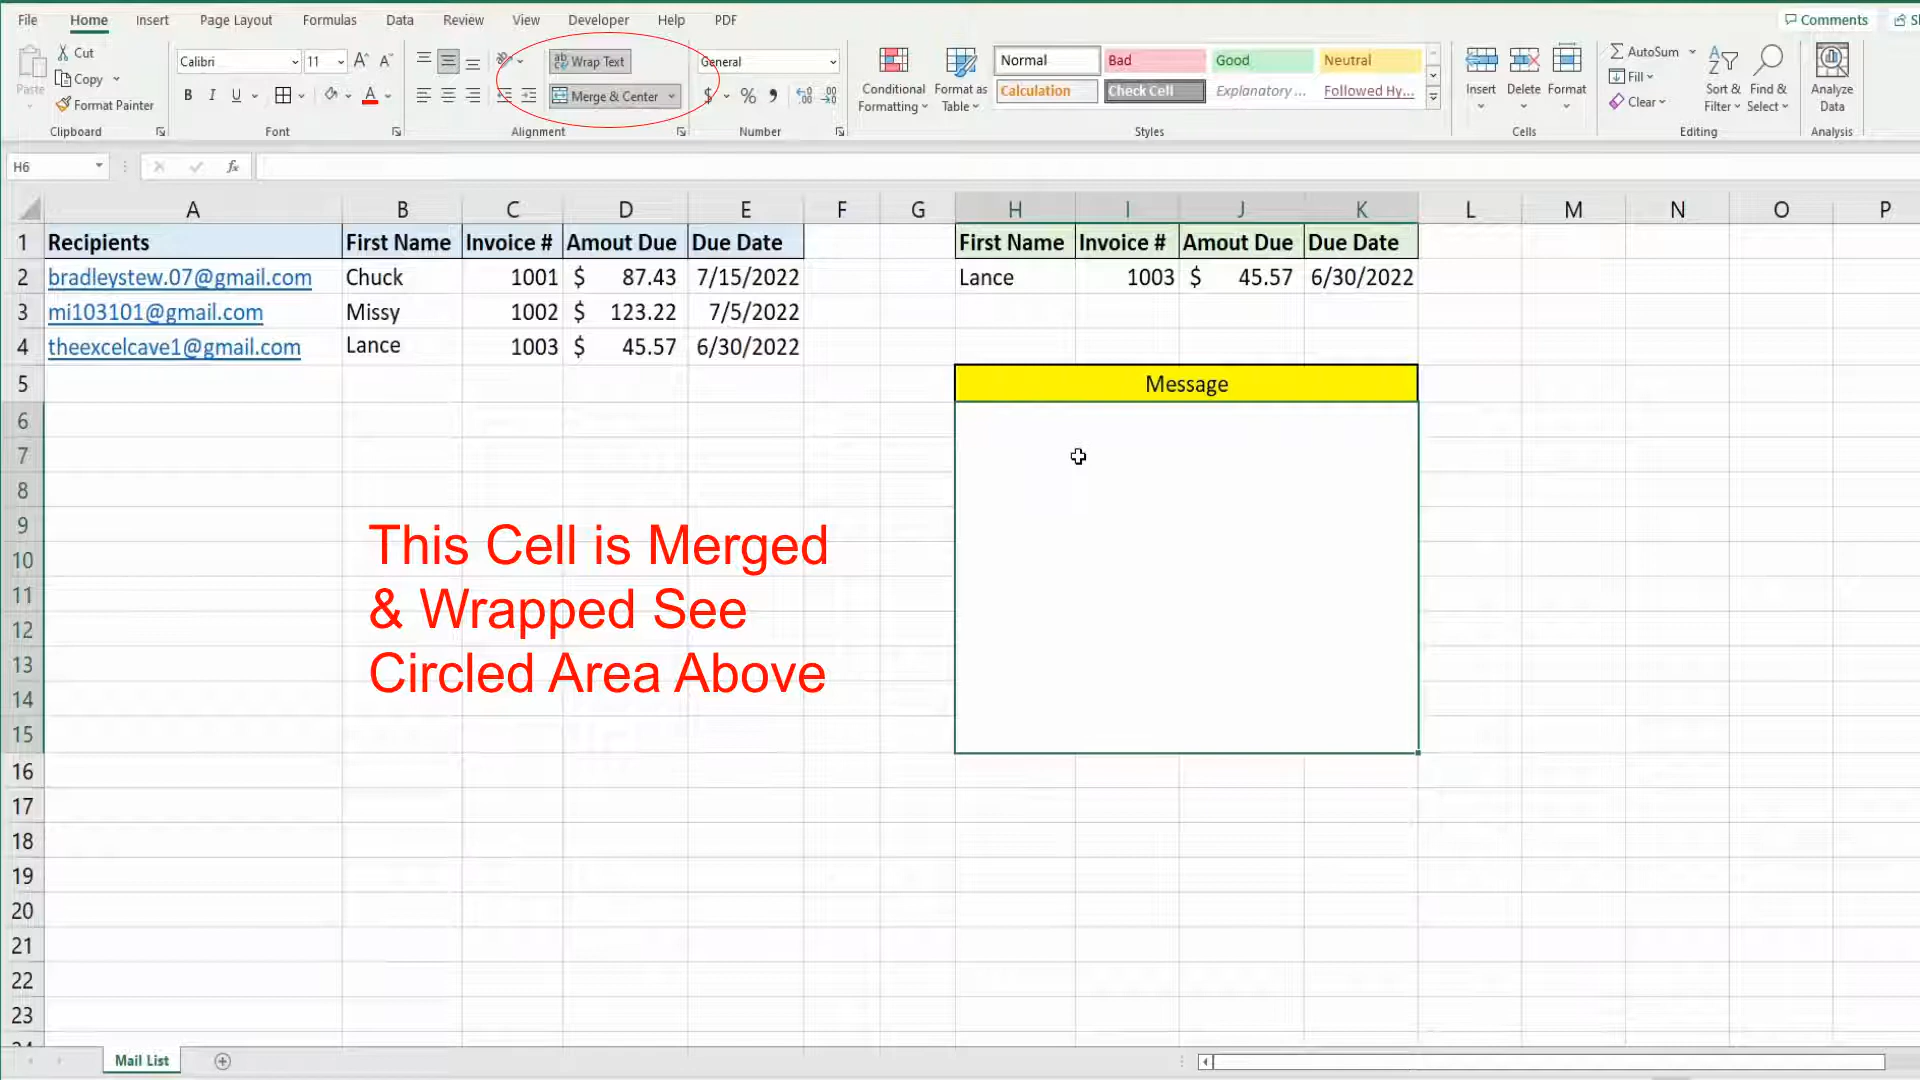 File Home Insert Page Layout Formulas Data Review View Developer Help PDF Comments
Cut
Copy
Format Painter
Paste
Clipboard
Calibri 11 A A
B I U A
Font
Wrap Text
Merge & Center
Alignment
General
$ % 9
Number
Conditional Formatting
Format as Table
Normal Bad Good Neutral
Calculation Check Cell Explanatory ... Followed Hy...
Styles
Insert Delete Format
Cells
AutoSum
Fill
Clear
Sort & Filter
Find & Select
Editing
Analyze Data
Analysis
H6 fx
A B C D E F G H I J K L M N O P
1 Recipients First Name Invoice # Amout Due Due Date First Name Invoice # Amout Due Due Date
2 bradleystew.07@gmail.com Chuck 1001 $ 87.43 7/15/2022 Lance 1003 $ 45.57 6/30/2022
3 mi103101@gmail.com Missy 1002 $ 123.22 7/5/2022
4 theexcelcave1@gmail.com Lance 1003 $ 45.57 6/30/2022
5 Message
6
7
8
9
10
11
12
13
14
15
16
17
18
19
20
21
22
23
This Cell is Merged
& Wrapped See
Circled Area Above
Mail List